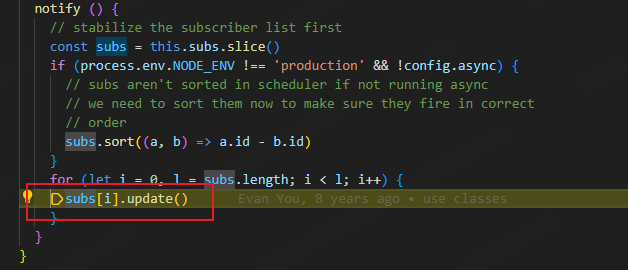 notify () {
// stabilize the subscriber list first
const subs = this.subs.slice()
if (process.env.NODE_ENV !== 'production' && !config.async) {
// subs aren't sorted in scheduler if not running async
// we need to sort them now to make sure they fire in correct
// order
subs.sort((a, b) => a.id - b.id)
}
for (let i = 0, l = subs.length; i < l; i++) {
subs[i].update() Evan You, 8 years ago • use classes
}
}
}